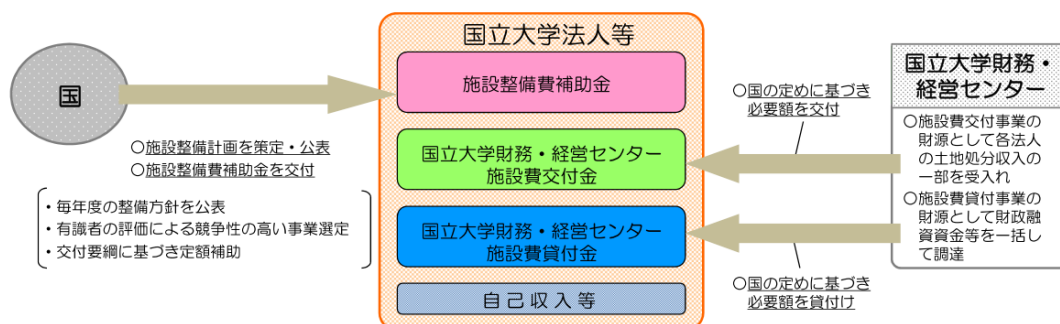 国
○施設整備計画を策定・公表
○施設整備費補助金を交付
・毎年度の整備方針を公表
・有識者の評価による競争性の高い事業選定
・交付要綱に基づき定額補助
国立大学法人等
施設整備費補助金
国立大学財務・経営センター
施設費交付金
国立大学財務・経営センター
施設費貸付金
自己収入等
○国の定めに基づき
必要額を交付
○国の定めに基づき
必要額を貸付け
国立大学財務・
経営センター
○施設費交付事業の
財源として各法人
の土地処分収入の
一部を受入れ
○施設費貸付事業の
財源として財政融
資資金等を一括し
て調達